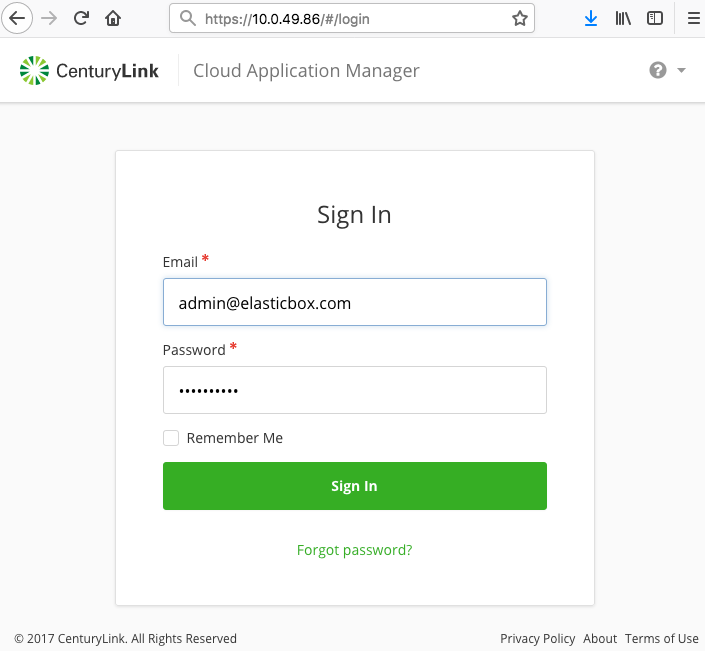 https://10.0.49.86/#/login
CenturyLink Cloud Application Manager
Sign In
Email *
admin@elasticbox.com
Password *
••••••••••
Remember Me
Sign In
Forgot password?
© 2017 CenturyLink. All Rights Reserved Privacy Policy About Terms of Use